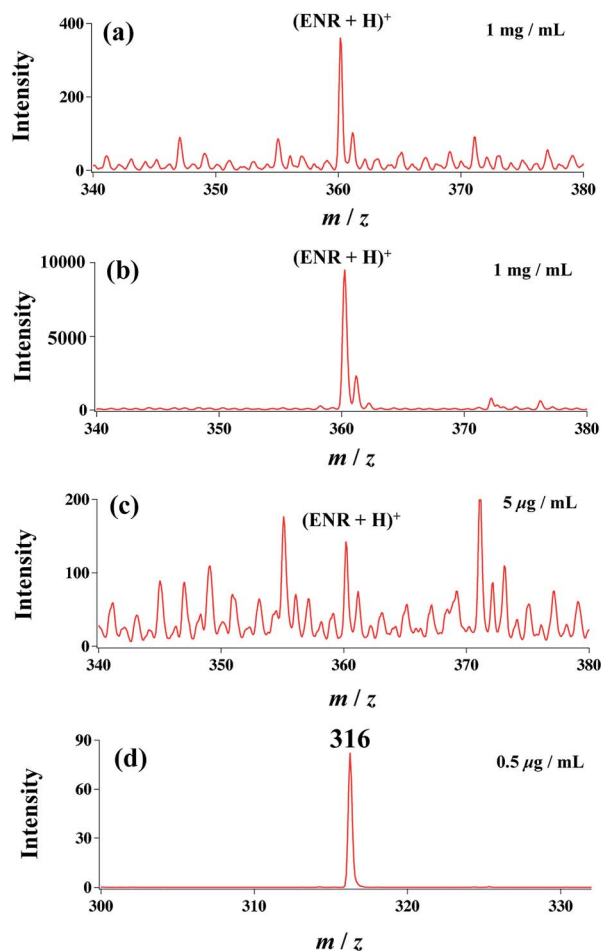 (a)
(ENR + H)⁺
1 mg / mL
Intensity
400
200
0
340
350
360
370
380
m / z
(b)
(ENR + H)⁺
1 mg / mL
Intensity
10000
5000
0
340
350
360
370
380
m / z
(c)
(ENR + H)⁺
5 µg / mL
Intensity
200
100
0
340
350
360
370
380
m / z
(d)
316
0.5 µg / mL
Intensity
90
60
30
0
300
310
320
330
m / z